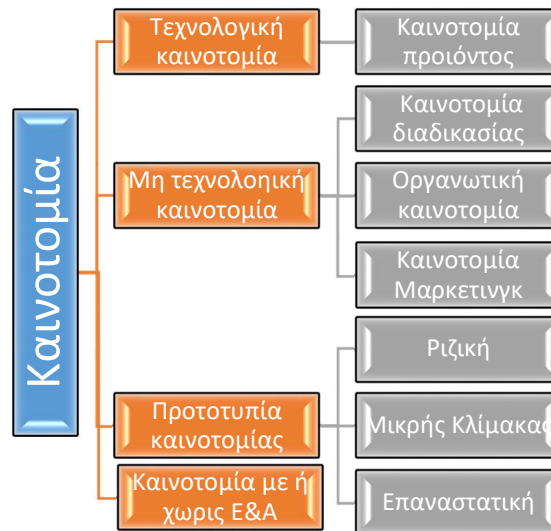 Καινοτομία
Τεχνολογική
καινοτομία
Καινοτομία
προιόντος
Μη τεχνολοηική
καινοτομία
Καινοτομία
διαδικασίας
Οργανωτική
καινοτομία
Καινοτομία
Μαρκετινγκ
Προτοτυπία
καινοτομίας
Ριζική
Μικρής Κλίμακας
Επαναστατική
Καινοτομία με ή
χωρις Ε&Α